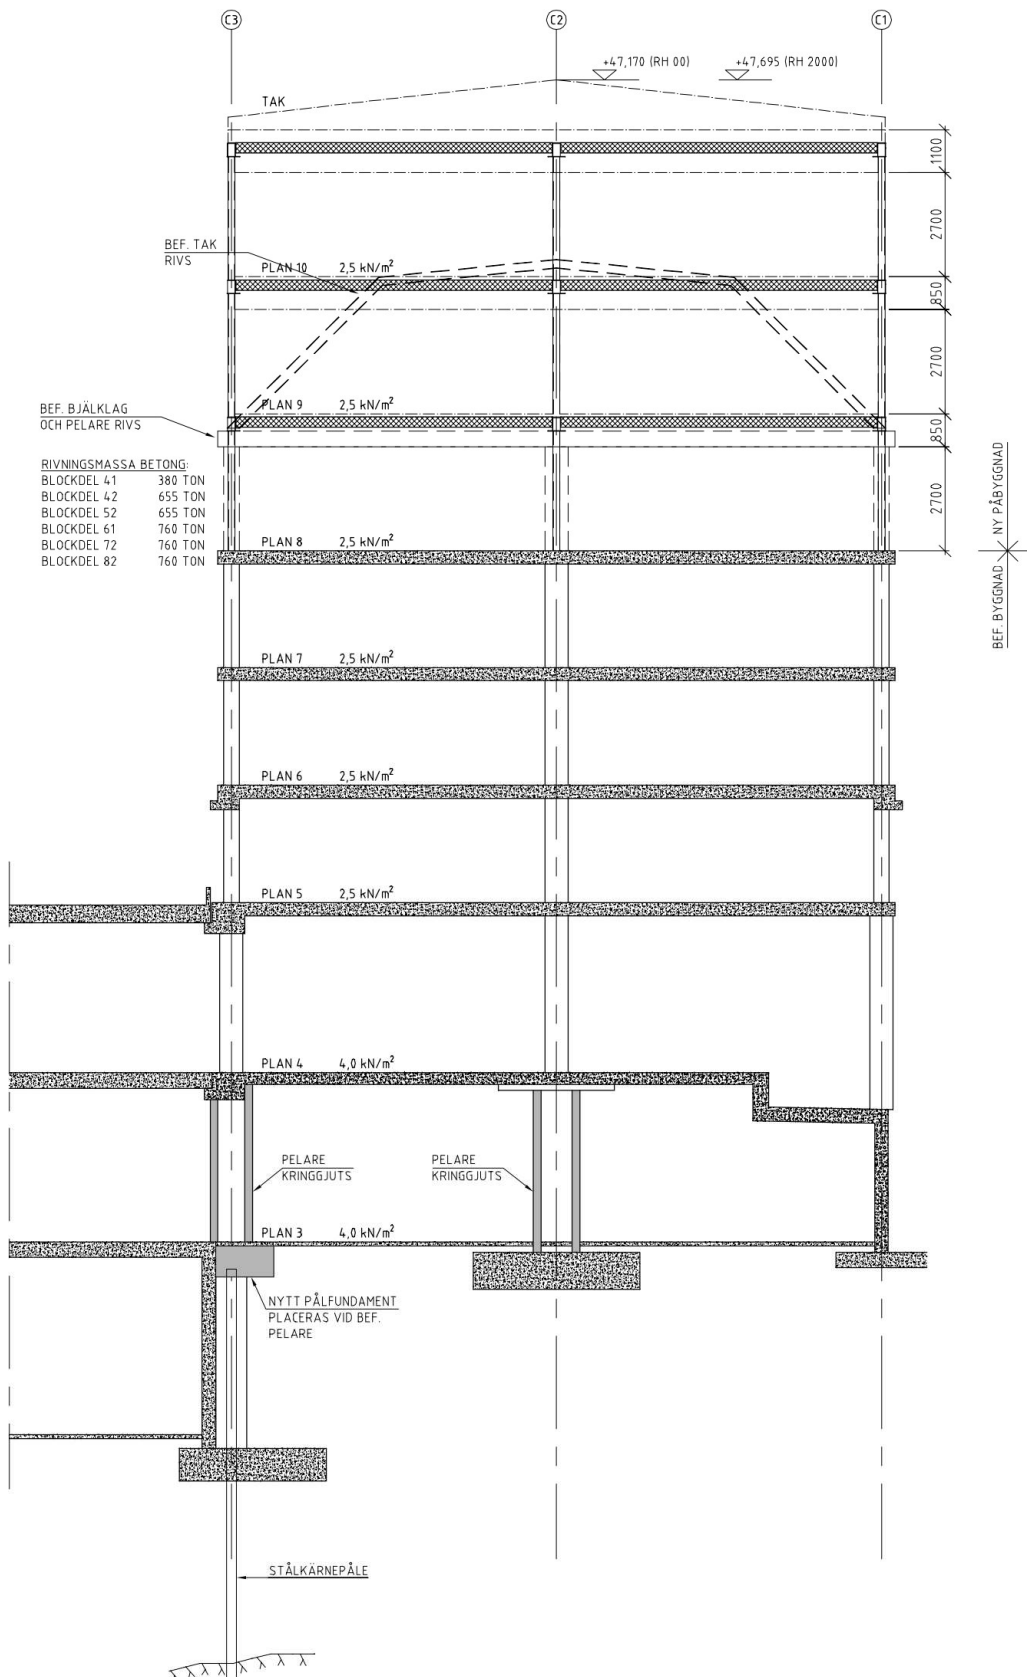 C3
C2
C1
+47,170 (RH 00)
+47,695 (RH 2000)
TAK
1100
2700
BEF. TAK
RIVS
PLAN 10 2,5 kN/m²
850
2700
PLAN 9 2,5 kN/m²
BEF. BJÄLKLAG
OCH PELARE RIVS
850
RIVNINGSMASSA BETONG:
BLOCKDEL 41 380 TON
BLOCKDEL 42 655 TON
BLOCKDEL 52 655 TON
BLOCKDEL 61 760 TON
BLOCKDEL 72 760 TON
BLOCKDEL 82 760 TON
2700
NY PÅBYGGNAD
BEF. BYGGNAD
PLAN 8 2,5 kN/m²
PLAN 7 2,5 kN/m²
PLAN 6 2,5 kN/m²
PLAN 5 2,5 kN/m²
PLAN 4 4,0 kN/m²
PELARE
KRINGGJUTS
PELARE
KRINGGJUTS
PLAN 3 4,0 kN/m²
NYTT PÅLFUNDAMENT
PLACERAS VID BEF.
PELARE
STÅLKÄRNEPÅLE